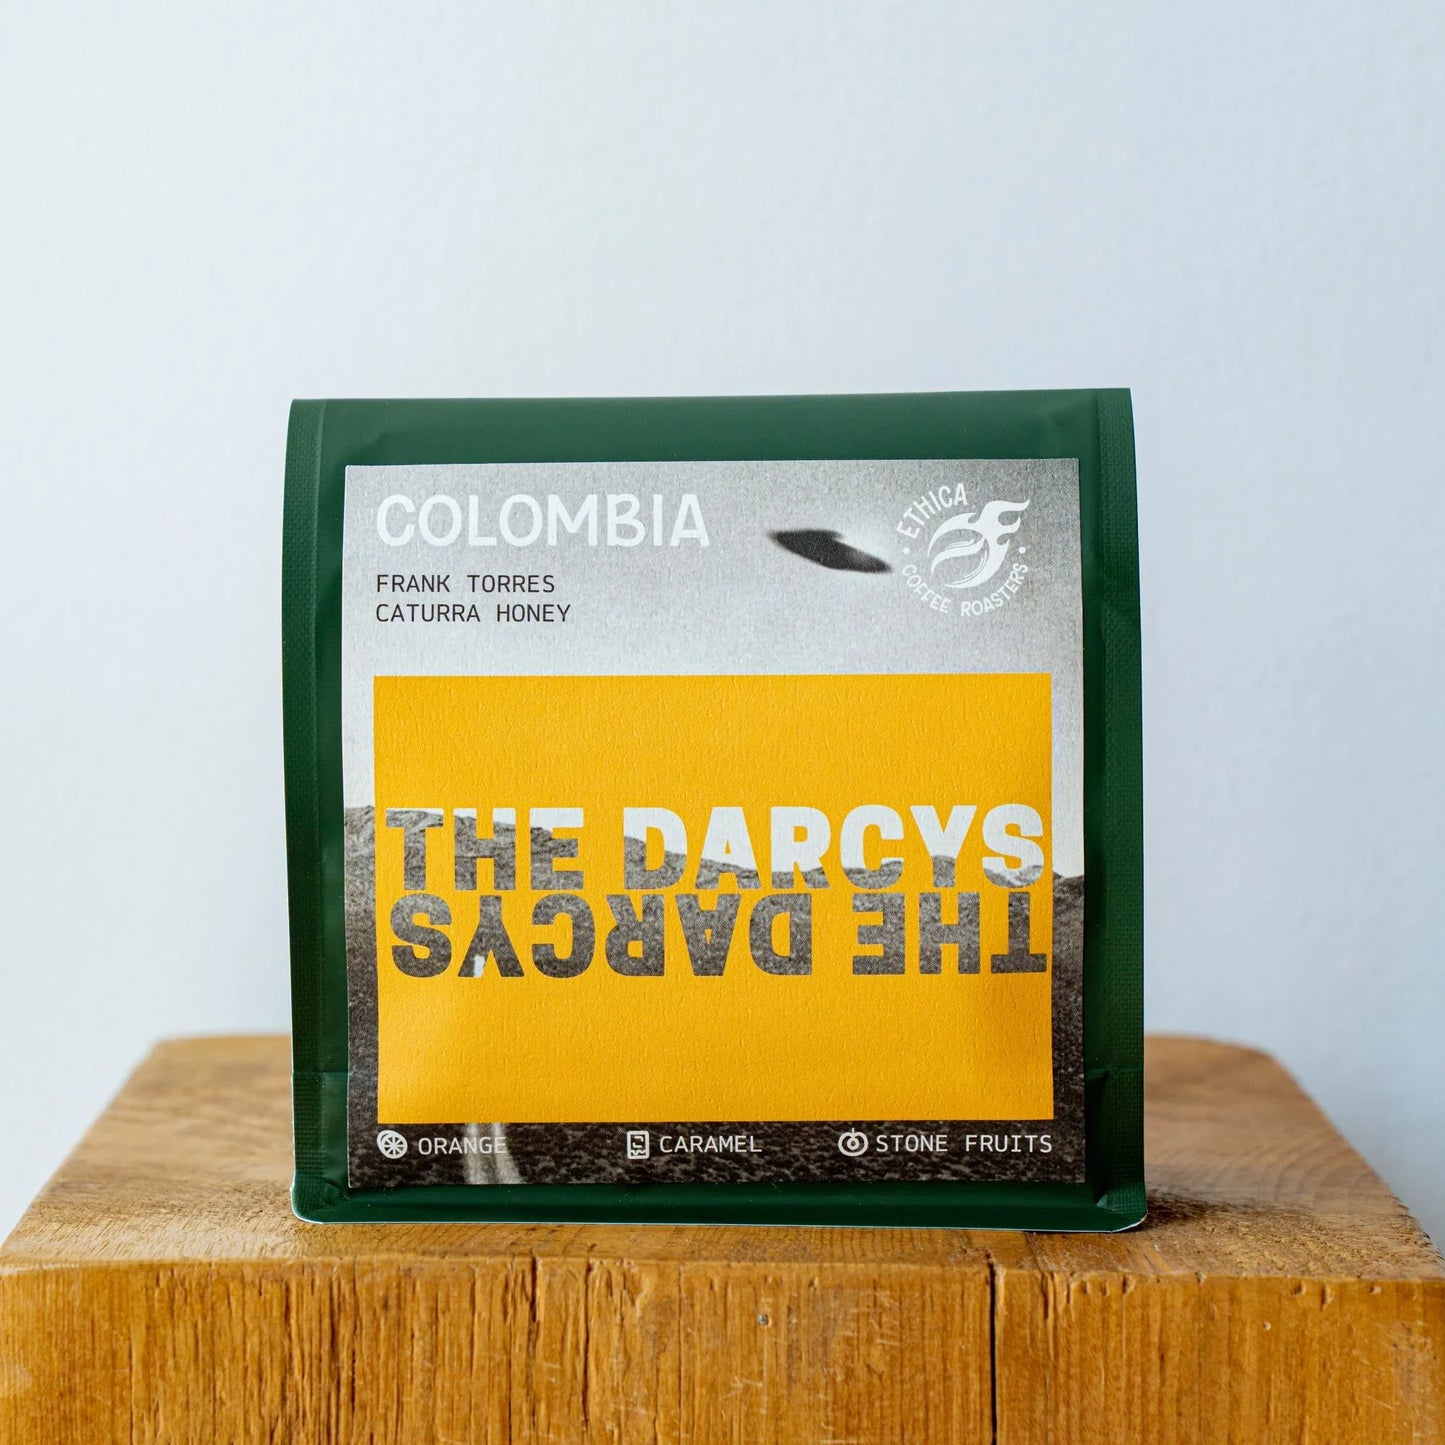 COLOMBIA
ETHICA
COFFEE ROASTERS
FRANK TORRES
CATURRA HONEY
THE DARCYS
THE DARCYS
ORANGE
CARAMEL
STONE FRUITS